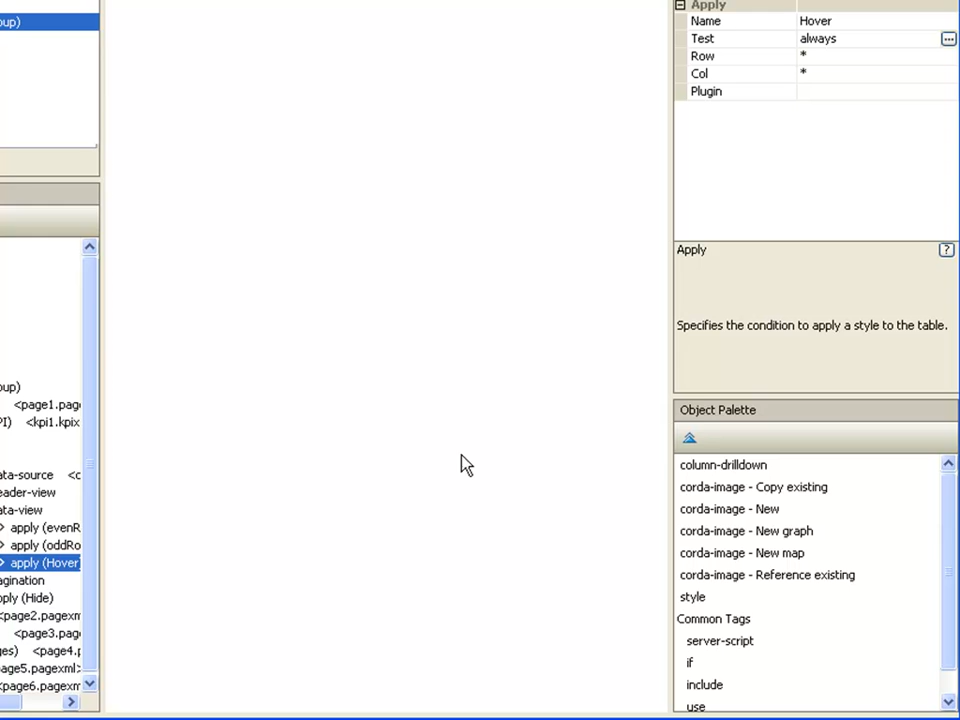 oup)
oup)
<page1.pag
PI) <kpi1.kpix
ata-source <c
eader-view
ata-view
> apply (evenR
> apply (oddRo
> apply (Hover
agination
pply (Hide)
<page2.pagexm
<page3.pag
ges) <page4.p
page5.pagexml>
<page6.pagexm
Apply
Name Hover
Test always ...
Row *
Col *
Plugin
Apply ?
Specifies the condition to apply a style to the table.
Object Palette
column-drilldown
corda-image - Copy existing
corda-image - New
corda-image - New graph
corda-image - New map
corda-image - Reference existing
style
Common Tags
server-script
if
include
use